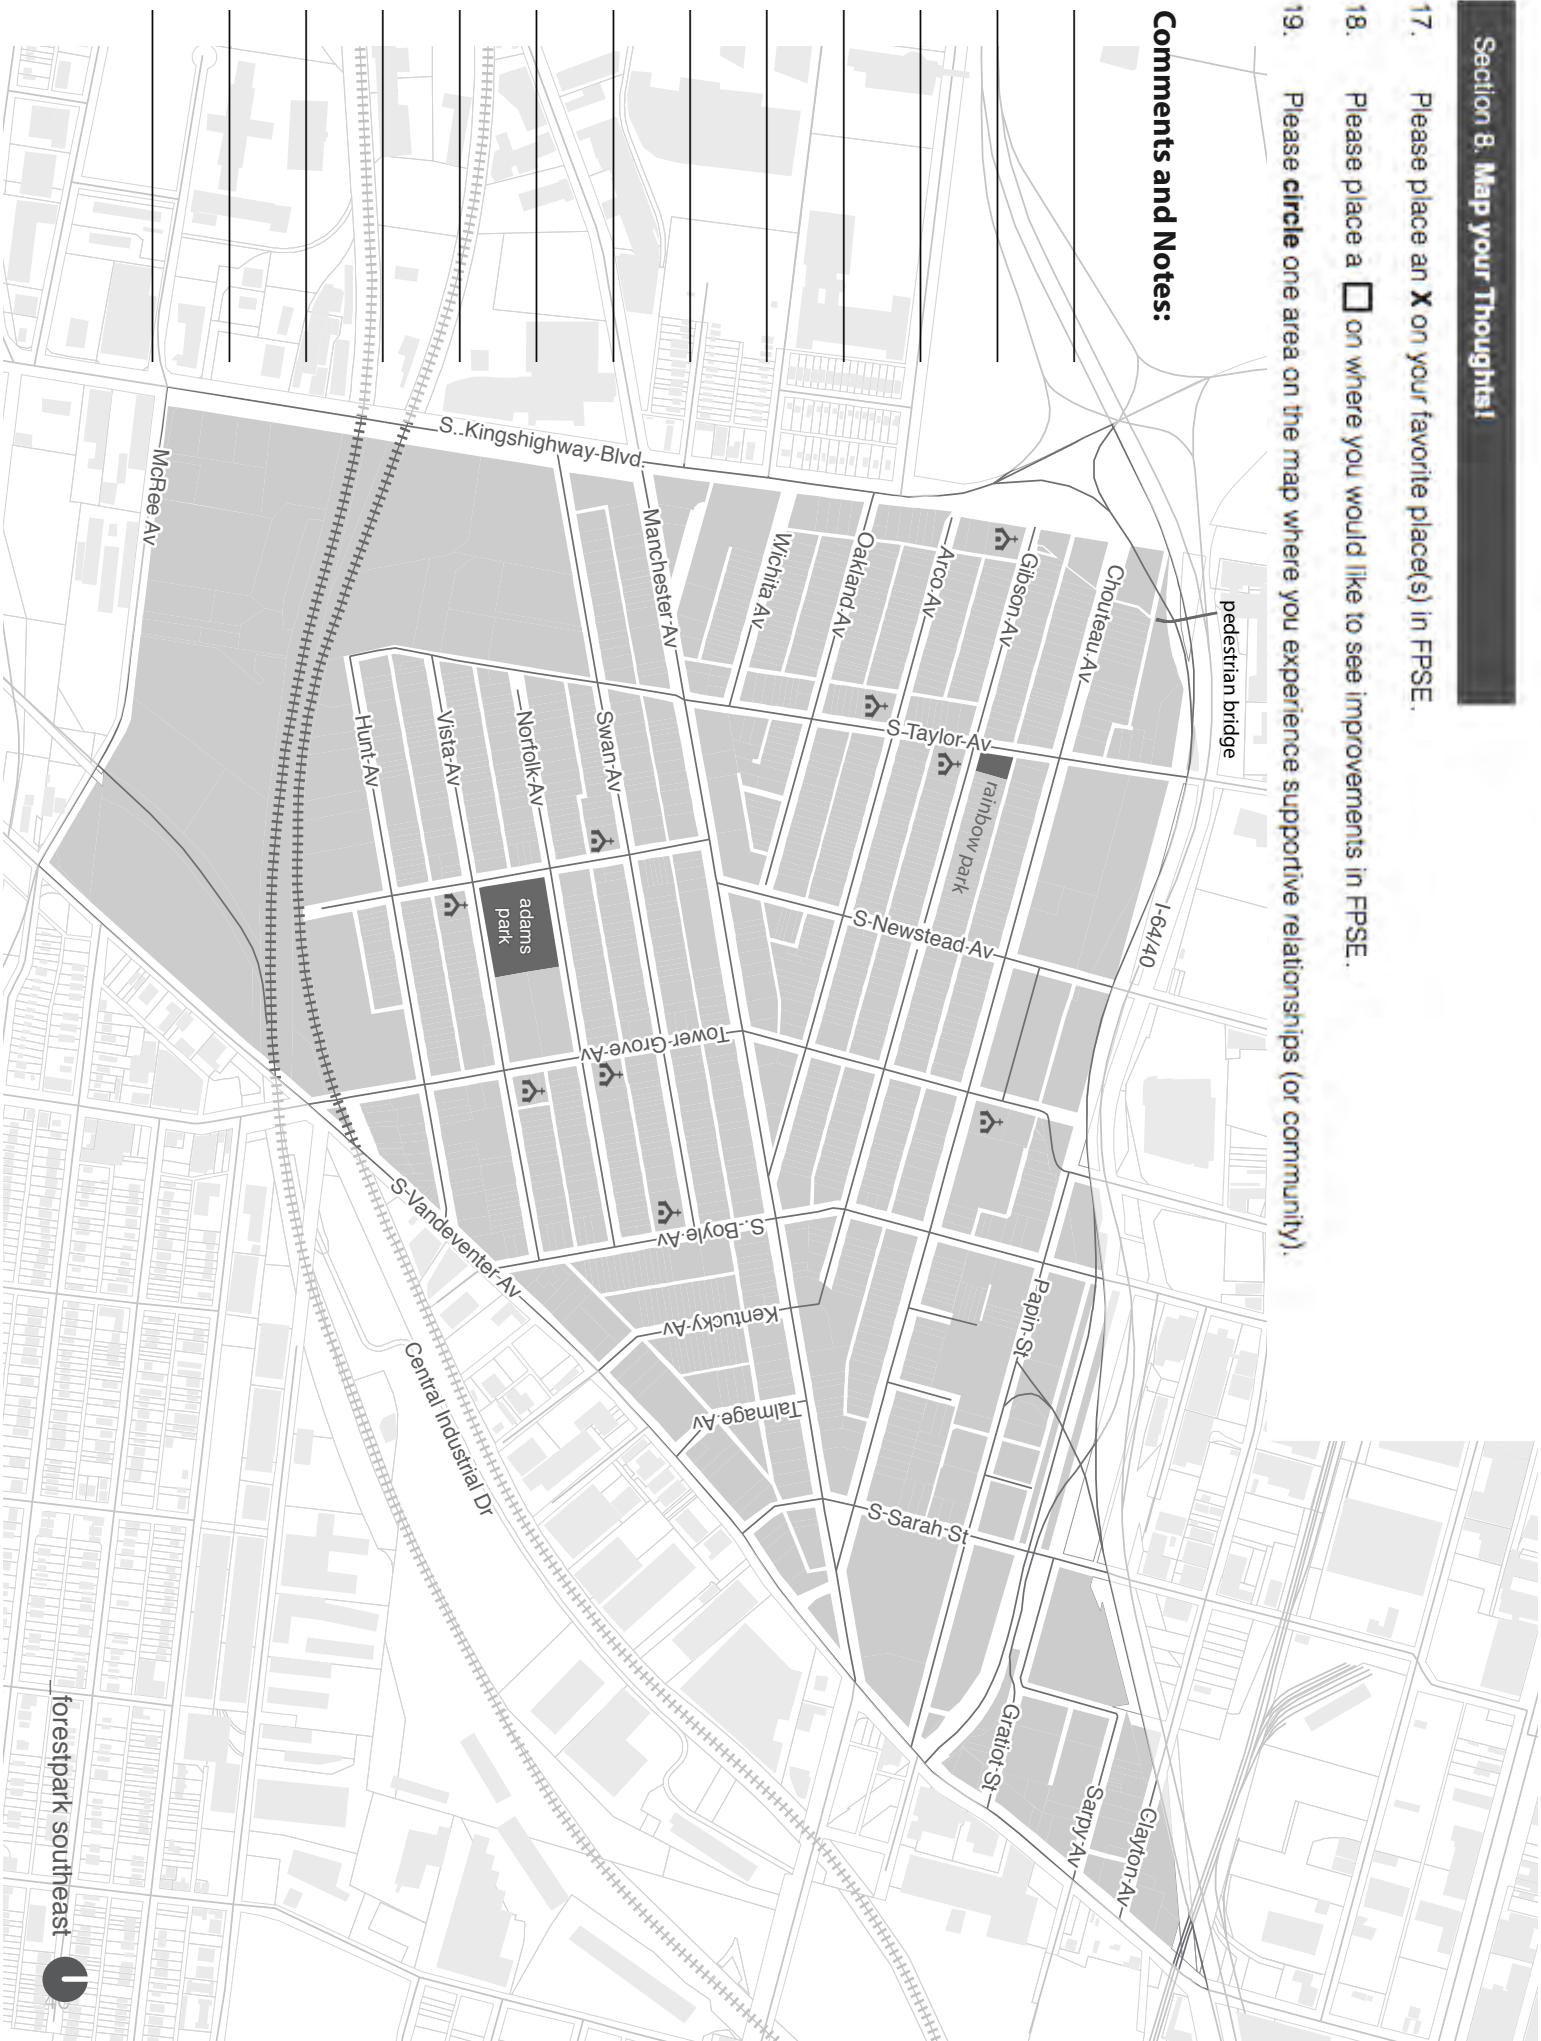 Section 8. Map your Thoughts!
17. Please place an X on your favorite place(s) in FPSE.
18. Please place a □ on where you would like to see improvements in FPSE.
19. Please circle one area on the map where you experience supportive relationships (or community).
Comments and Notes:
pedestrian bridge
I-64/40
Chouteau Av
Gibson Av
Arco Av
Oakland Av
Wichita Av
Manchester Av
S. Kingshighway Blvd.
McRee Av
S Taylor Av
rainbow park
S Newstead Av
Swan Av
Norfolk Av
Vista Av
Hunt Av
adams
park
Tower Grove Av
S. Boyle Av
Papin St
Kentucky Av
Talmage Av
S Vandeventer Av
Central Industrial Dr
S Sarah St
Gratiot St
Sarpy Av
Clayton Av
_forestpark southeast